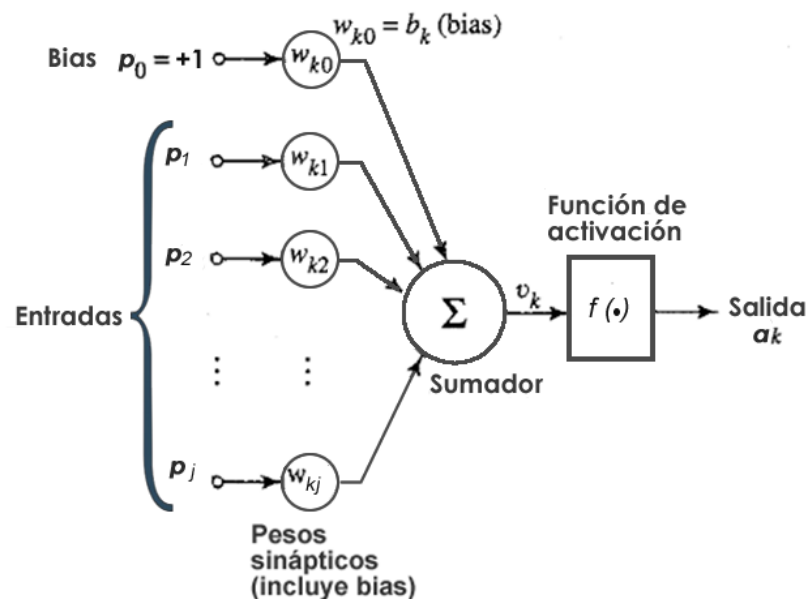 w_k0 = b_k (bias)
Bias p_0 = +1
w_k0
p_1
w_k1
Función de
activación
p_2
w_k2
Entradas
Σ
v_k
f (•)
Salida
a_k
⋮ ⋮
Sumador
p_j
w_kj
Pesos
sinápticos
(incluye bias)